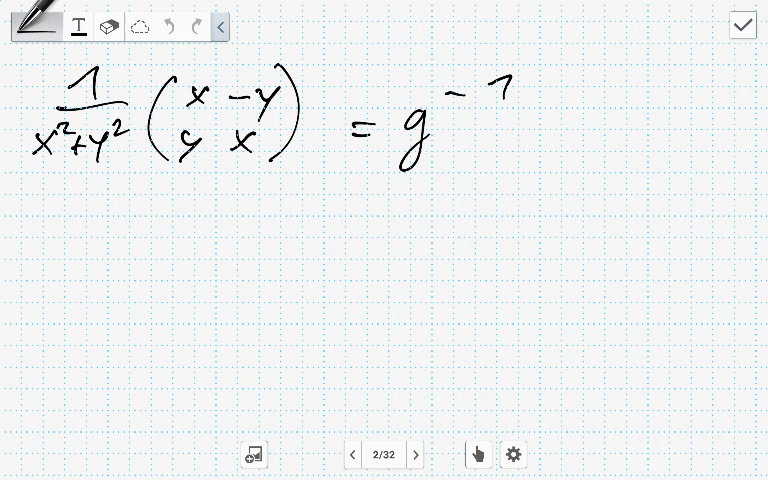 T
1/(x²+y²) (x -y; y x) = g⁻¹
2/32